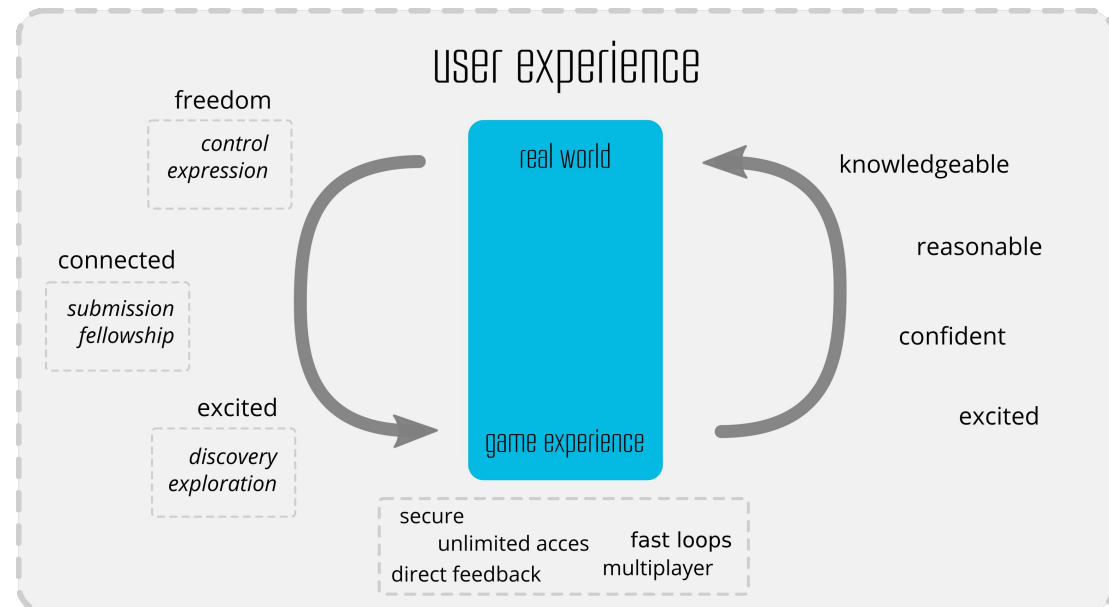 user experience
freedom
control
expression
connected
submission
fellowship
excited
discovery
exploration
real world
game experience
knowledgeable
reasonable
confident
excited
secure
unlimited acces
fast loops
direct feedback
multiplayer